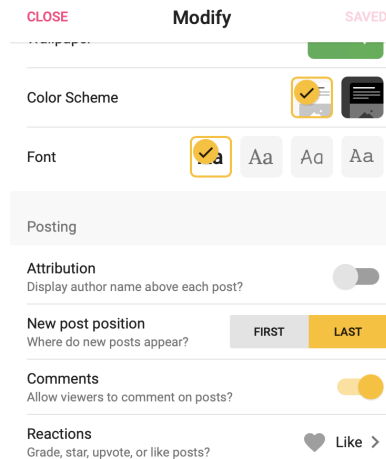 CLOSE Modify SAVED
Wallpaper
Color Scheme
Font Aa Aa Aa Aa
Posting
Attribution
Display author name above each post?
New post position FIRST LAST
Where do new posts appear?
Comments
Allow viewers to comment on posts?
Reactions Like
Grade, star, upvote, or like posts?